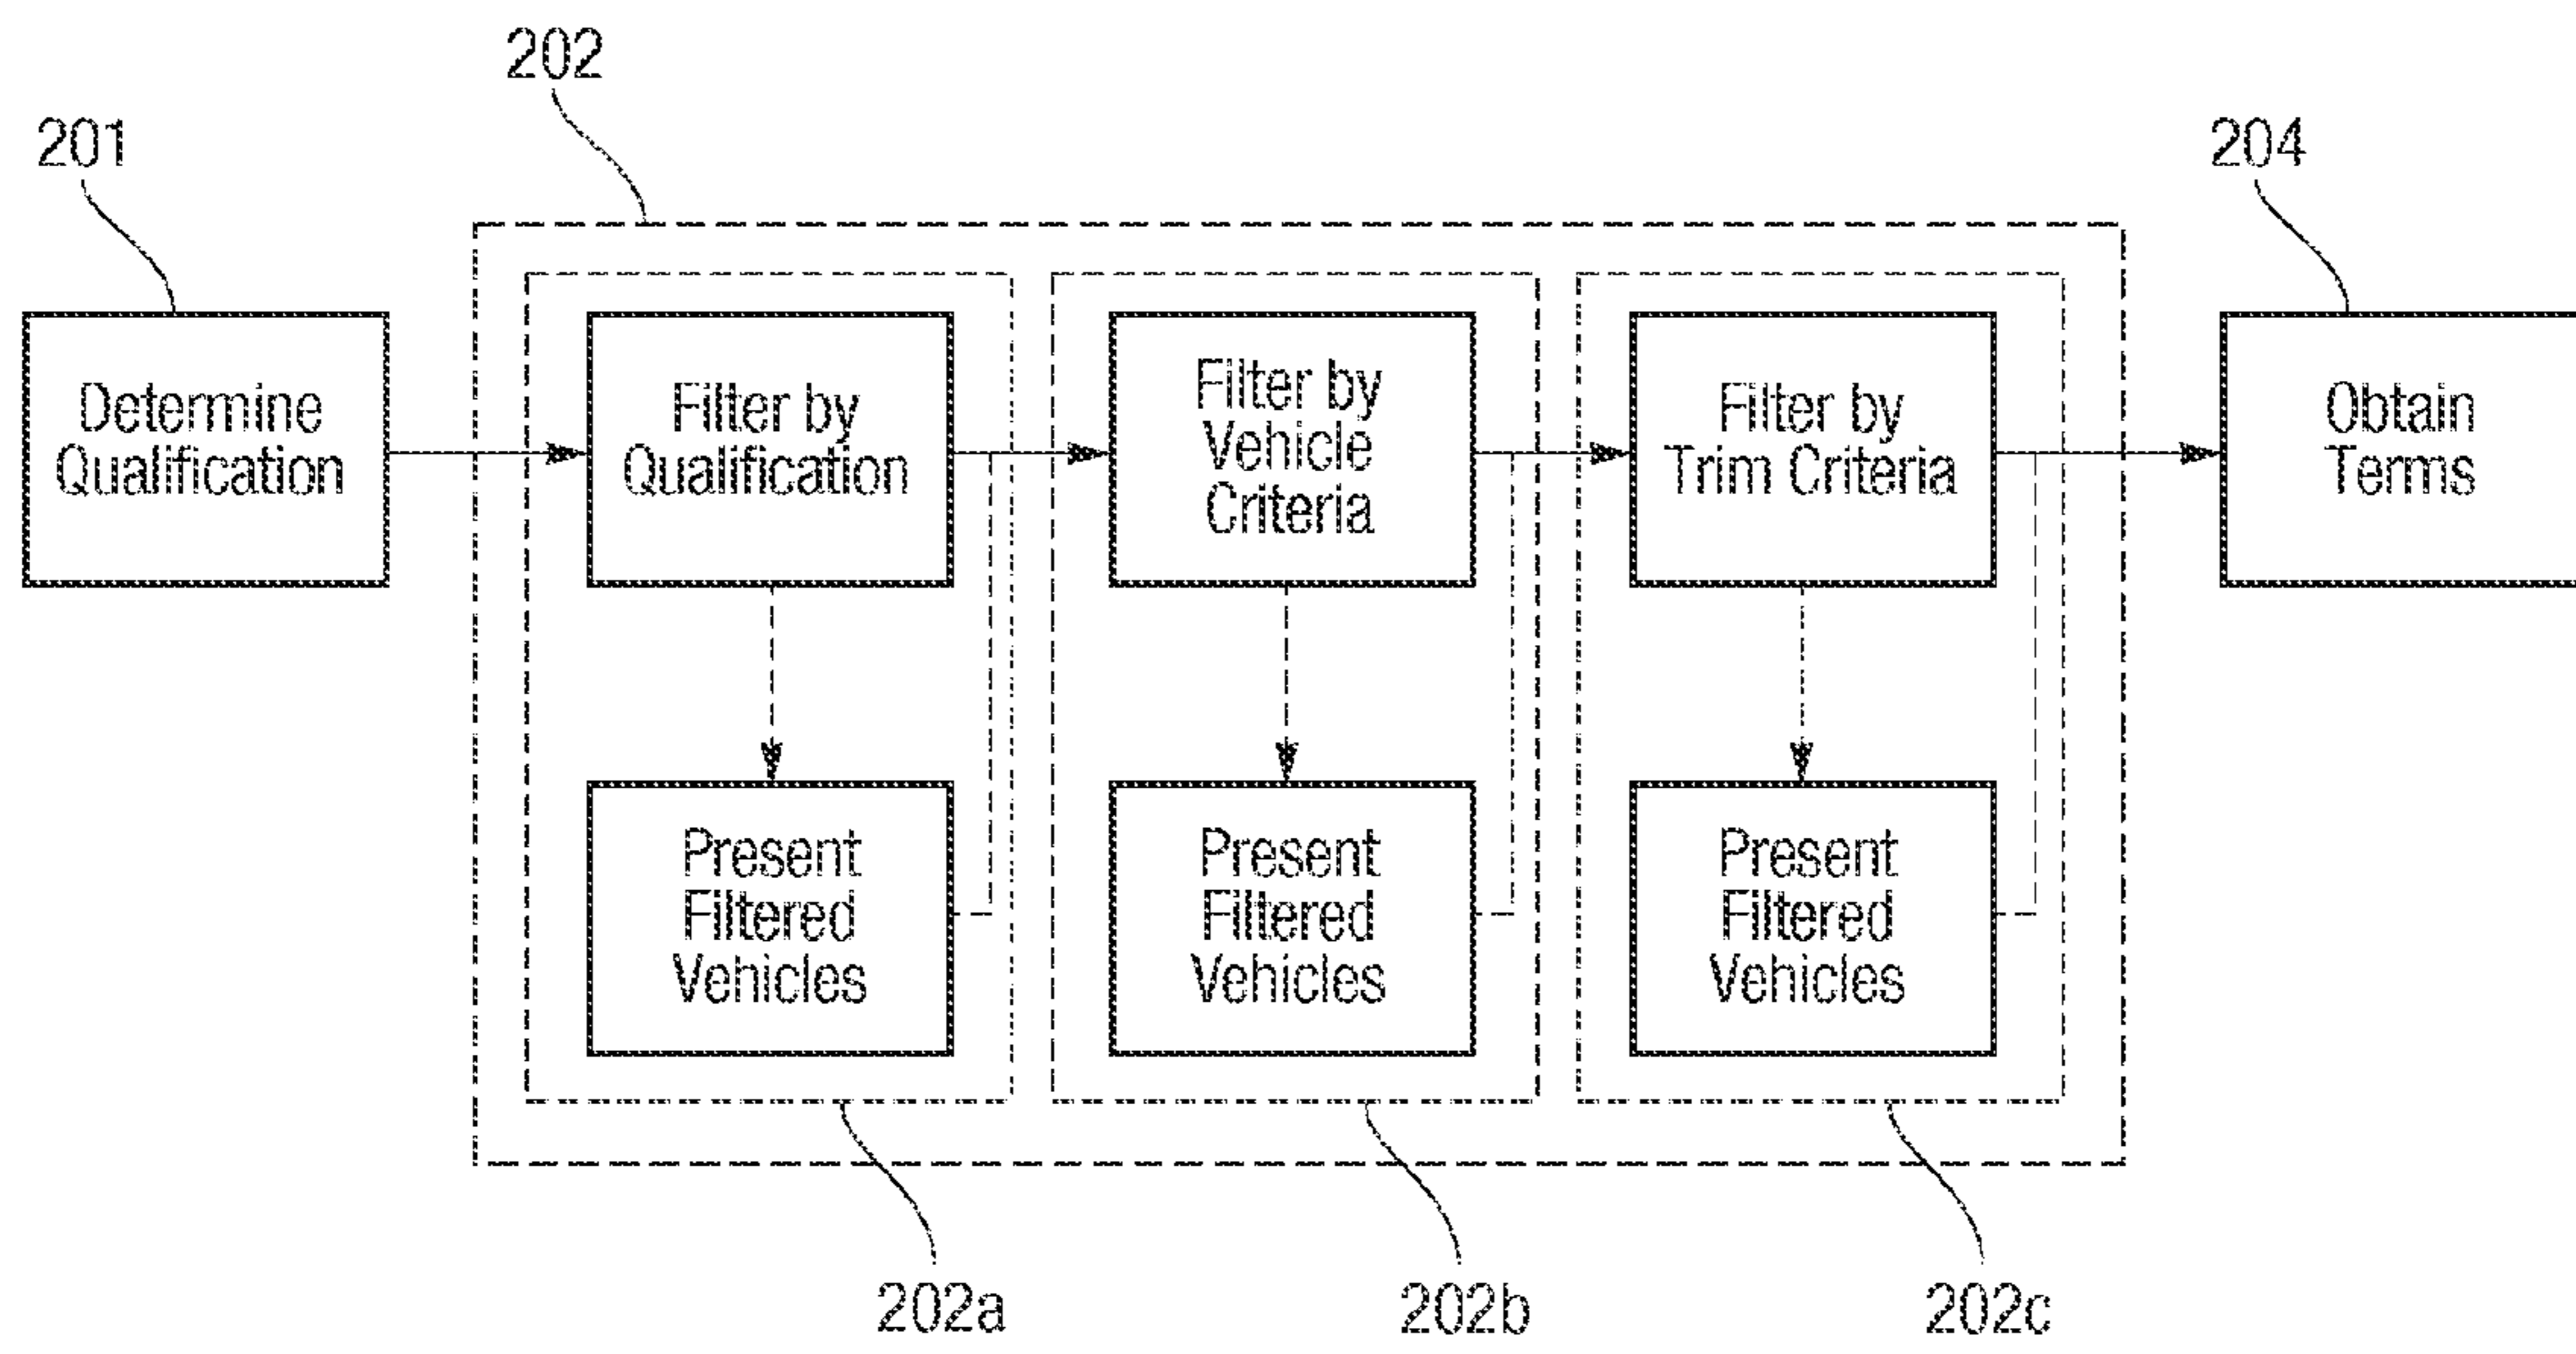 202
201
204
Determine
Qualification
Filter by
Qualification
Filter by
Vehicle
Criteria
Filter by
Trim Criteria
Obtain
Terms
Present
Filtered
Vehicles
Present
Filtered
Vehicles
Present
Filtered
Vehicles
202a
202b
202c